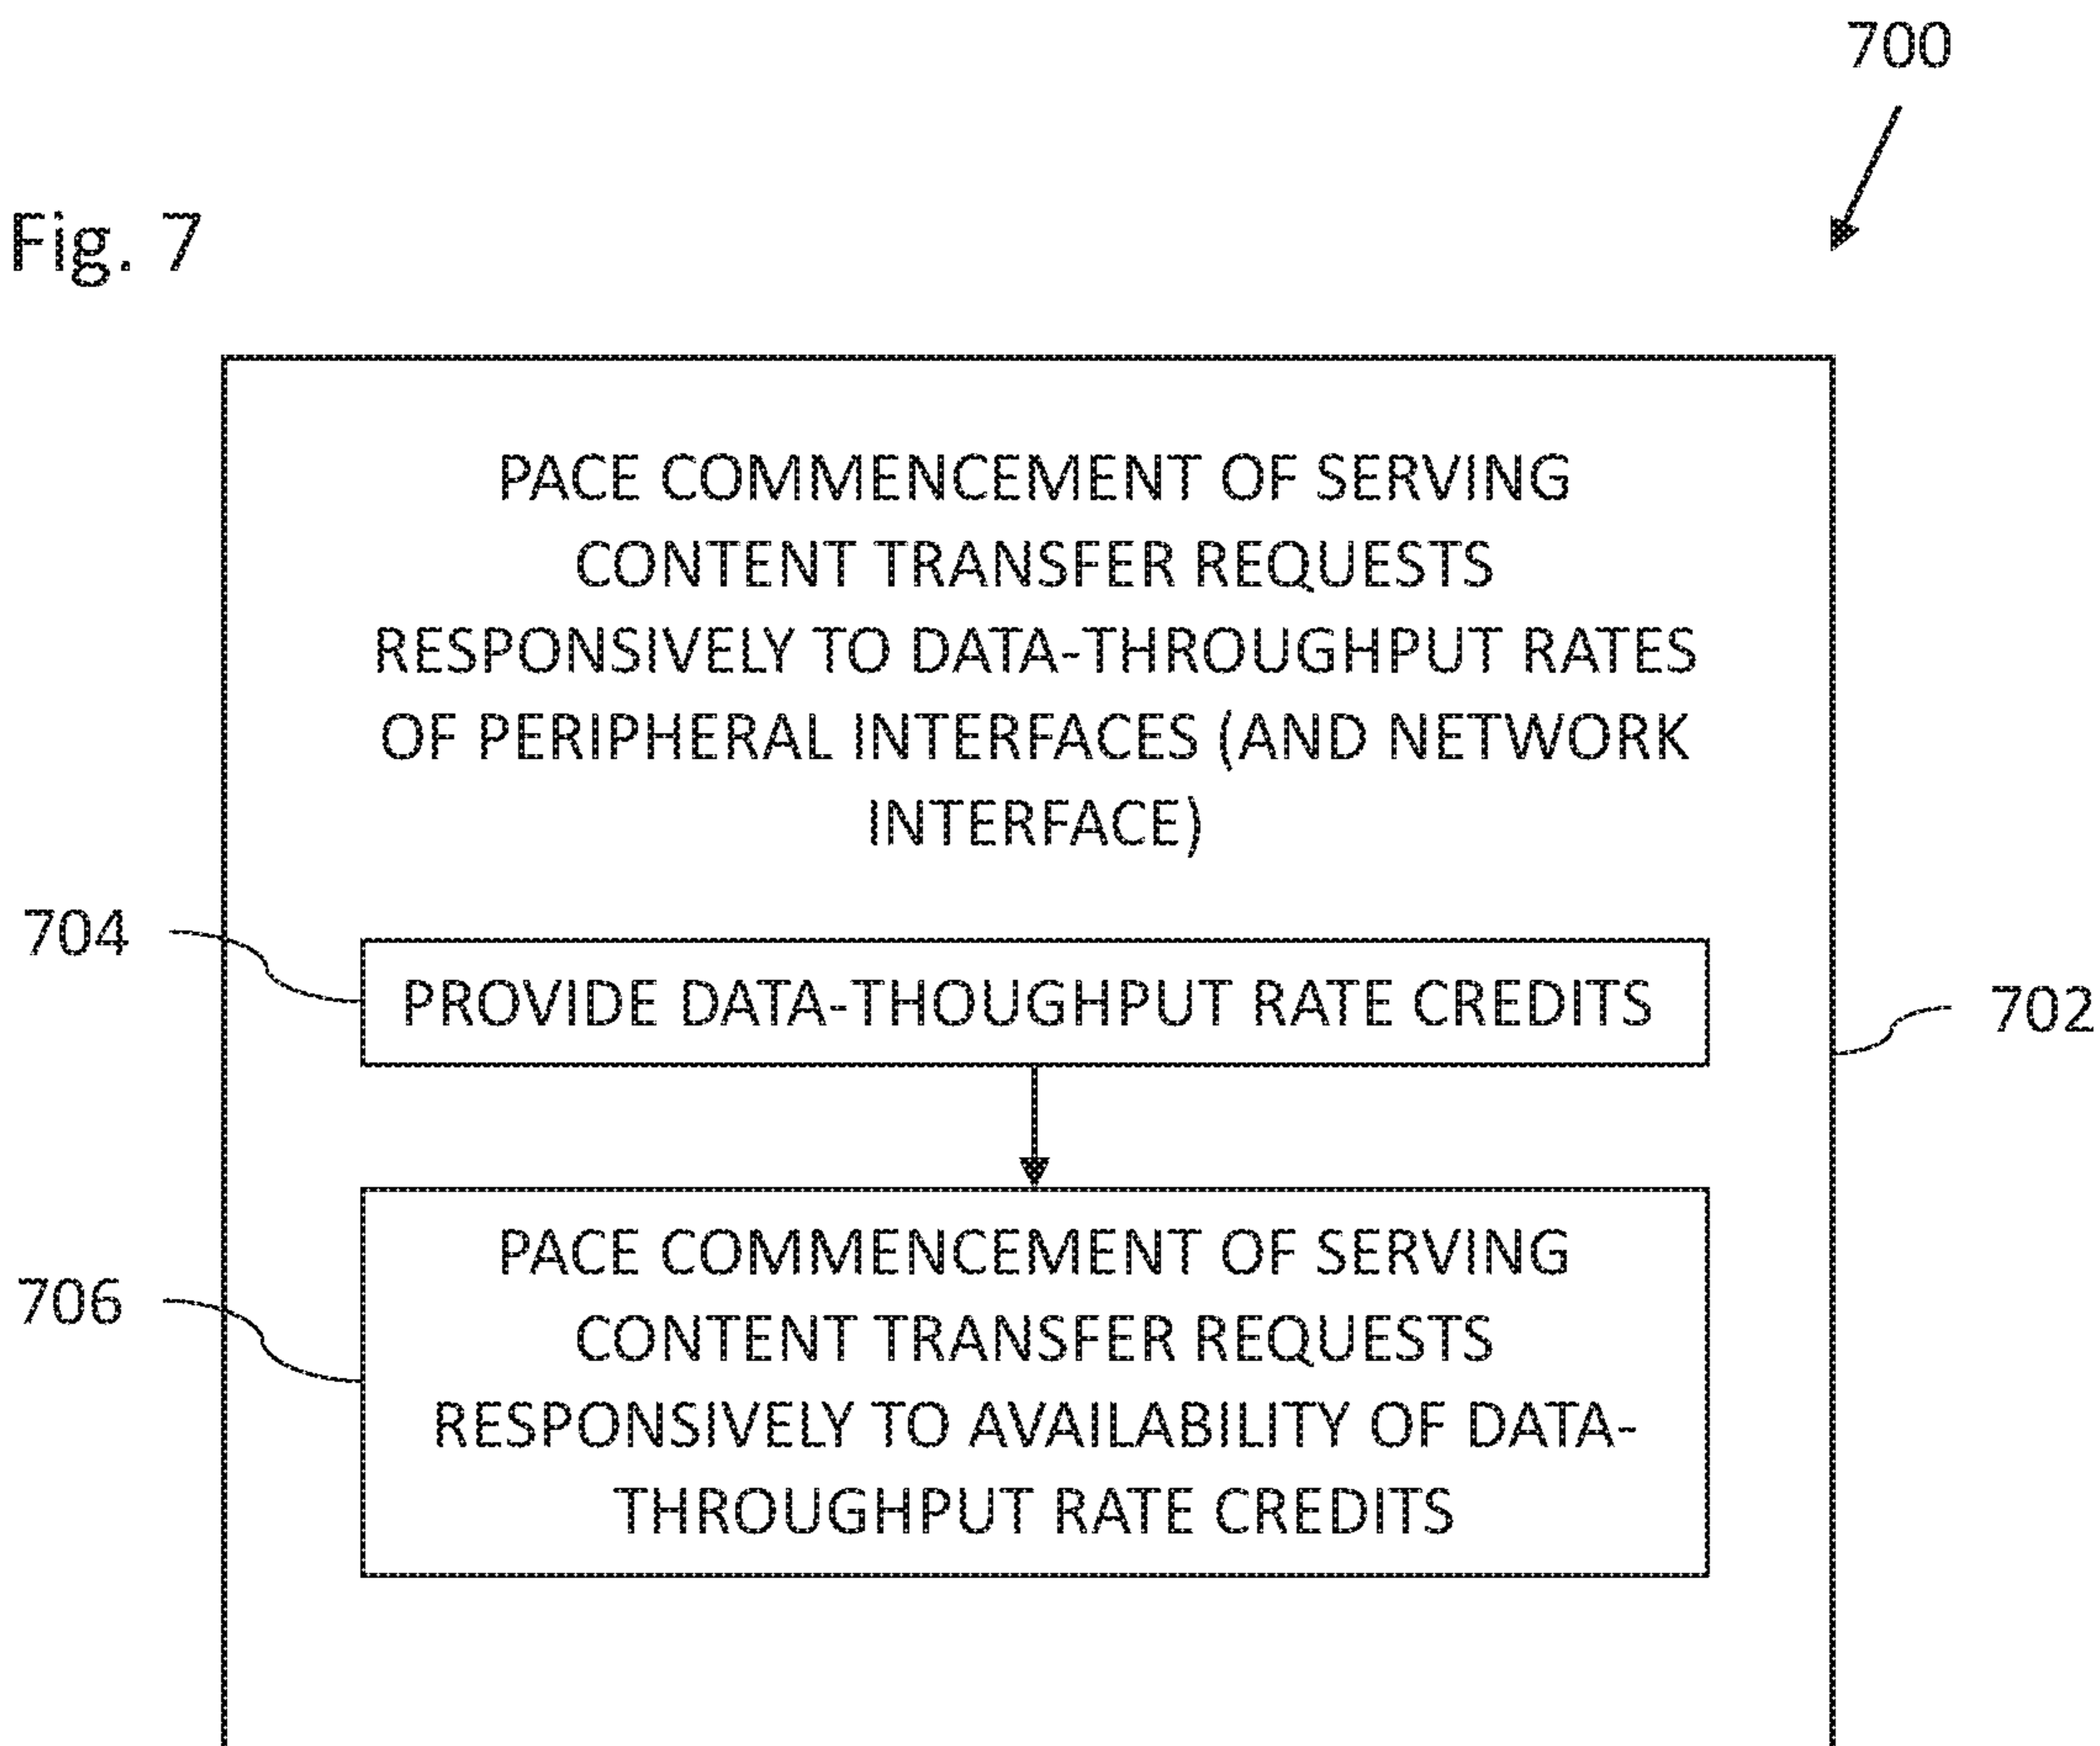 700
Fig. 7
PACE COMMENCEMENT OF SERVING
CONTENT TRANSFER REQUESTS
RESPONSIVELY TO DATA-THROUGHPUT RATES
OF PERIPHERAL INTERFACES (AND NETWORK
INTERFACE)
704
PROVIDE DATA-THOUGHPUT RATE CREDITS
702
PACE COMMENCEMENT OF SERVING
CONTENT TRANSFER REQUESTS
706
RESPONSIVELY TO AVAILABILITY OF DATA-
THROUGHPUT RATE CREDITS